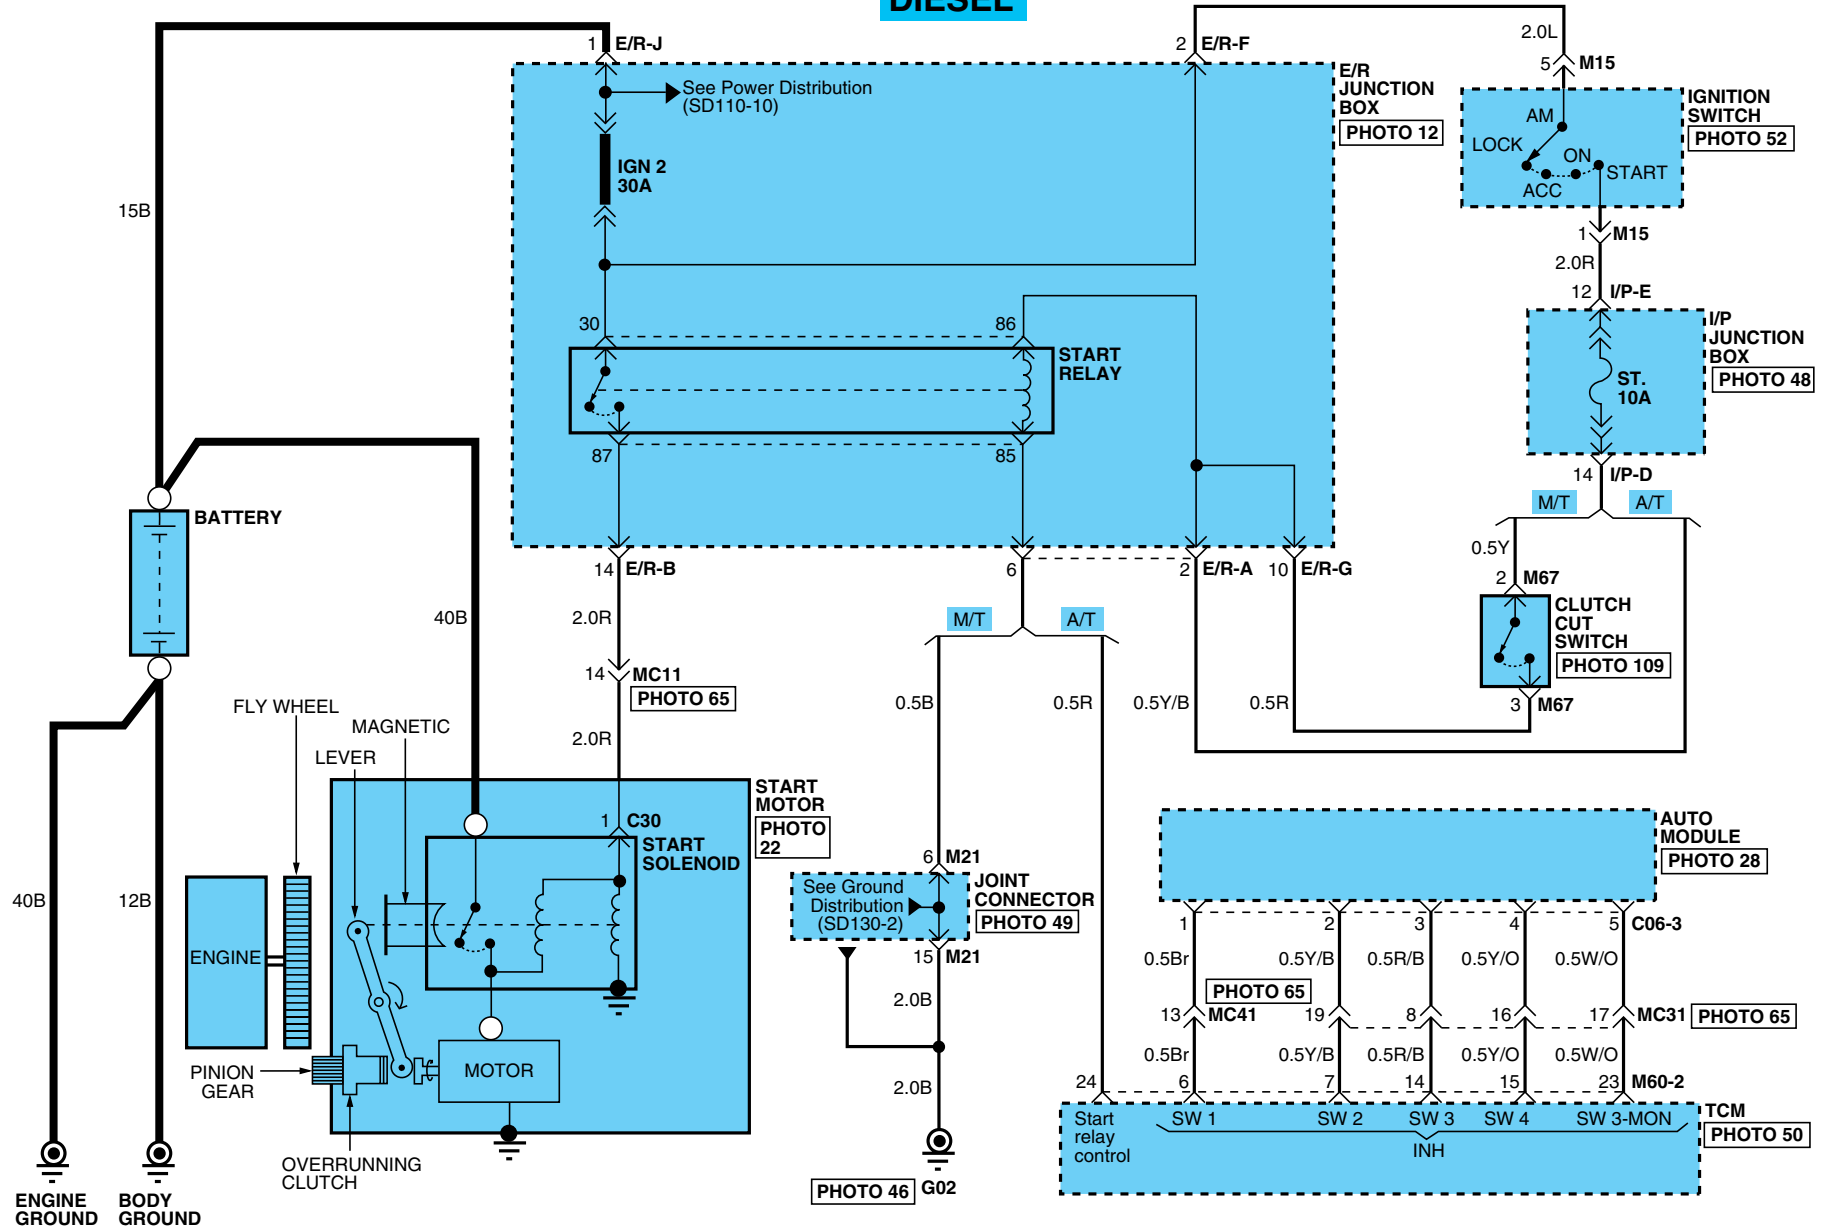 DIESEL
1 E/R-J
2 E/R-F
2.0L
5 M15
See Power Distribution
(SD110-10)
E/R
JUNCTION
BOX
PHOTO 12
IGNITION
SWITCH
PHOTO 52
AM
LOCK
ON
START
ACC
IGN 2
30A
15B
1 M15
2.0R
12 I/P-E
I/P
JUNCTION
BOX
PHOTO 48
ST.
10A
30
86
START
RELAY
87
85
14 I/P-D
M/T
A/T
BATTERY
0.5Y
2 M67
CLUTCH
CUT
SWITCH
PHOTO 109
3 M67
14 E/R-B
6
2 E/R-A
10 E/R-G
40B
2.0R
M/T
A/T
14 MC11
PHOTO 65
0.5B
0.5R
0.5Y/B
0.5R
2.0R
FLY WHEEL
MAGNETIC
LEVER
START
MOTOR
PHOTO
22
1 C30
START
SOLENOID
AUTO
MODULE
PHOTO 28
6 M21
See Ground
Distribution
(SD130-2)
JOINT
CONNECTOR
PHOTO 49
15 M21
40B
12B
ENGINE
1
2
3
4
5 C06-3
0.5Br
0.5Y/B
0.5R/B
0.5Y/O
0.5W/O
PHOTO 65
2.0B
13 MC41
19
8
16
17 MC31
PHOTO 65
0.5Br
0.5Y/B
0.5R/B
0.5Y/O
0.5W/O
PINION
GEAR
MOTOR
2.0B
24
6
7
14
15
23 M60-2
TCM
PHOTO 50
Start
relay
control
SW 1
SW 2
SW 3
SW 4
SW 3-MON
INH
OVERRUNNING
CLUTCH
PHOTO 46
G02
ENGINE
GROUND
BODY
GROUND